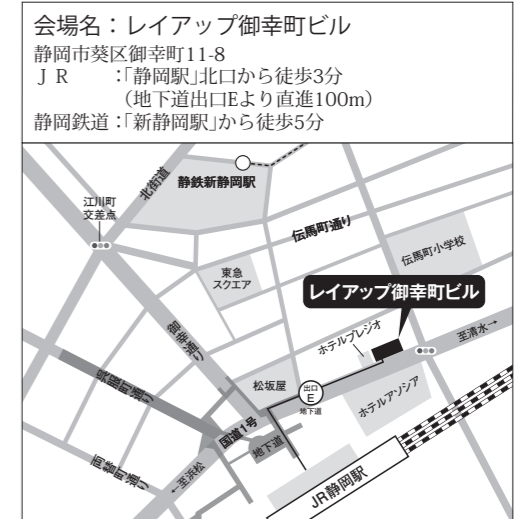 会場名：レイアップ御幸町ビル
静岡市葵区御幸町11-8
ＪＲ　　：「静岡駅」北口から徒歩3分
（地下道出口Eより直進100m）
静岡鉄道：「新静岡駅」から徒歩5分
北街道
静鉄新静岡駅
江川町
交差点
伝馬町通り
伝馬町小学校
東急
スクエア
レイアップ御幸町ビル
御幸通り
ホテルプレジオ
至清水→
松坂屋
出口
E
地下道
ホテルアソシア
呉服町通り
国道1号
地下道
両替町通り
←至浜松
JR静岡駅